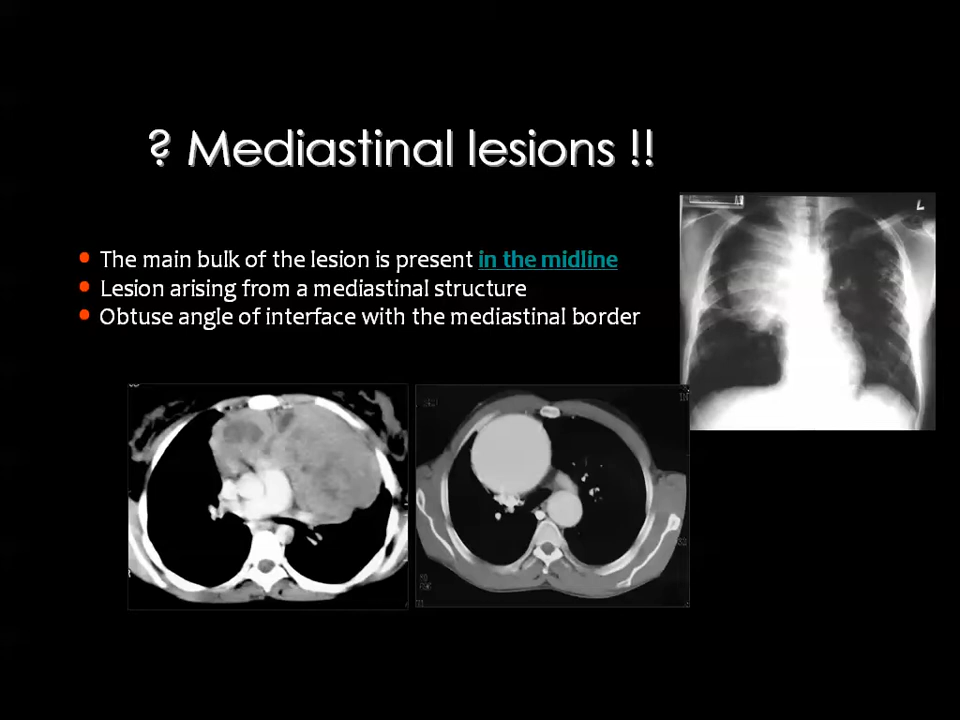 ? Mediastinal lesions !!
L
The main bulk of the lesion is present in the midline
Lesion arising from a mediastinal structure
Obtuse angle of interface with the mediastinal border